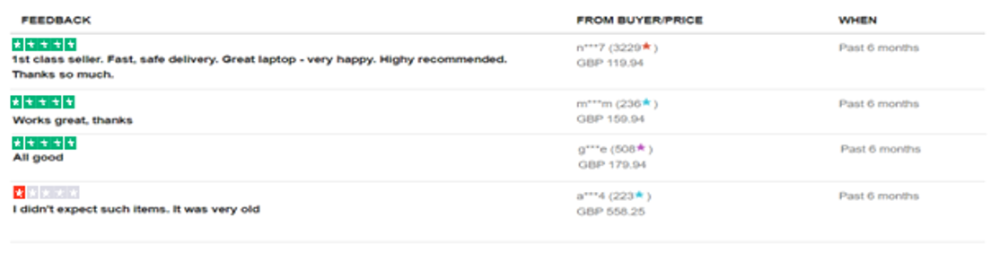 FEEDBACK FROM BUYER/PRICE WHEN
1st class seller. Fast, safe delivery. Great laptop - very happy. Highy recommended.
Thanks so much.
n***7 (3229★)
GBP 119.94
Past 6 months
Works great, thanks
m***m (236★)
GBP 159.94
Past 6 months
All good
g***e (508★)
GBP 179.94
Past 6 months
I didn't expect such items. It was very old
a***4 (223★)
GBP 558.25
Past 6 months